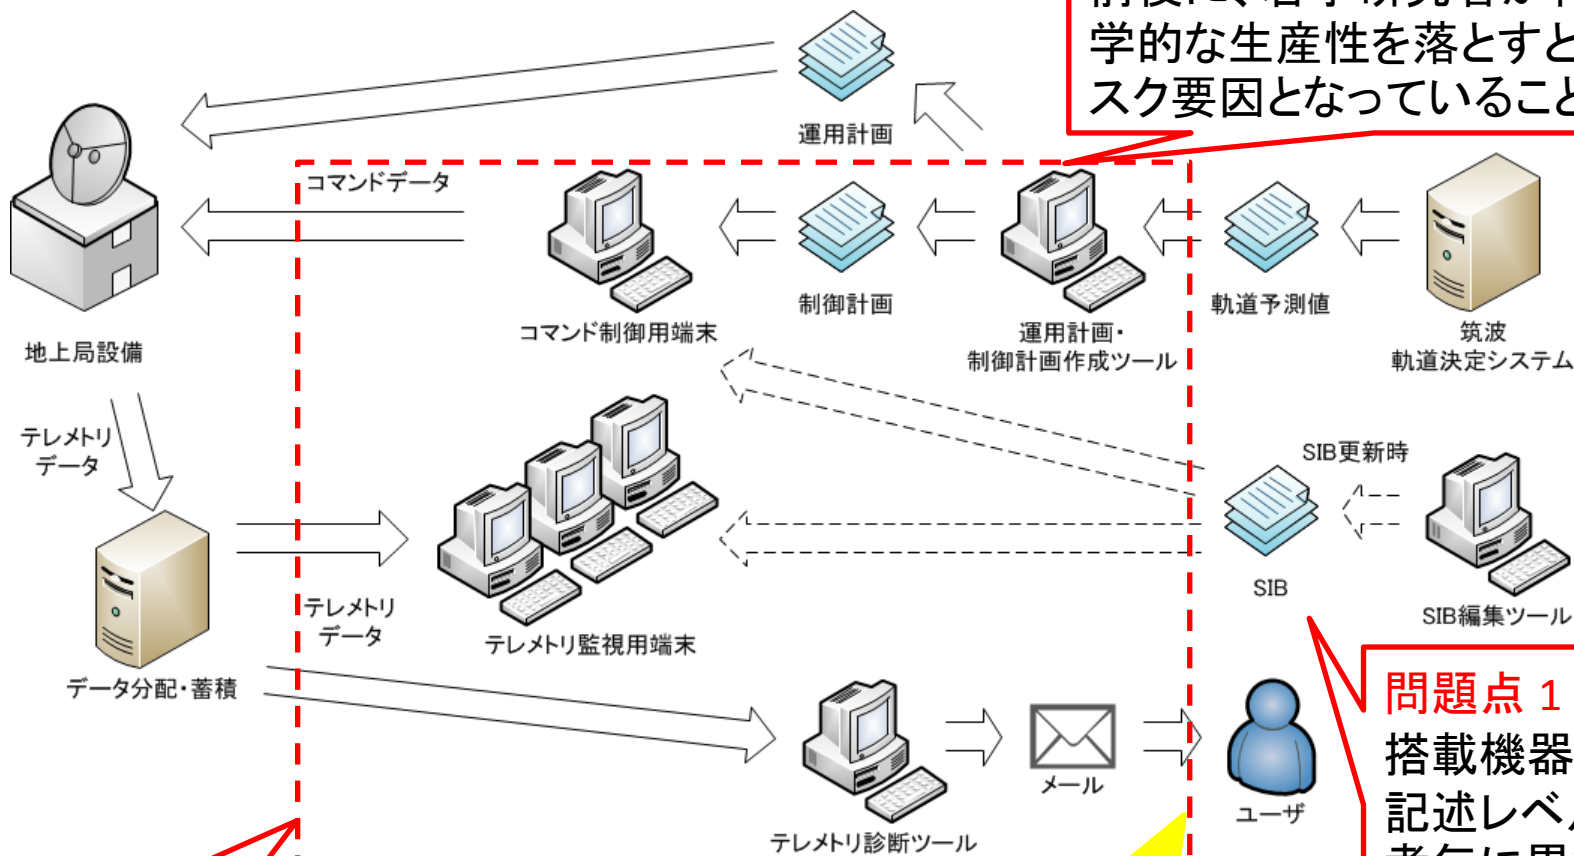 学的な生産性を落とすと
スク要因となっていること
運用計画
コマンドデータ
コマンド制御用端末
制御計画
運用計画・
制御計画作成ツール
軌道予測値
筑波
軌道決定システム
地上局設備
テレメトリ
データ
SIB更新時
SIB
SIB編集ツール
データ分配・蓄積
テレメトリ
データ
テレメトリ監視用端末
問題点 1
搭載機器
記述レベル
メール
ユーザ
テレメトリ診断ツール